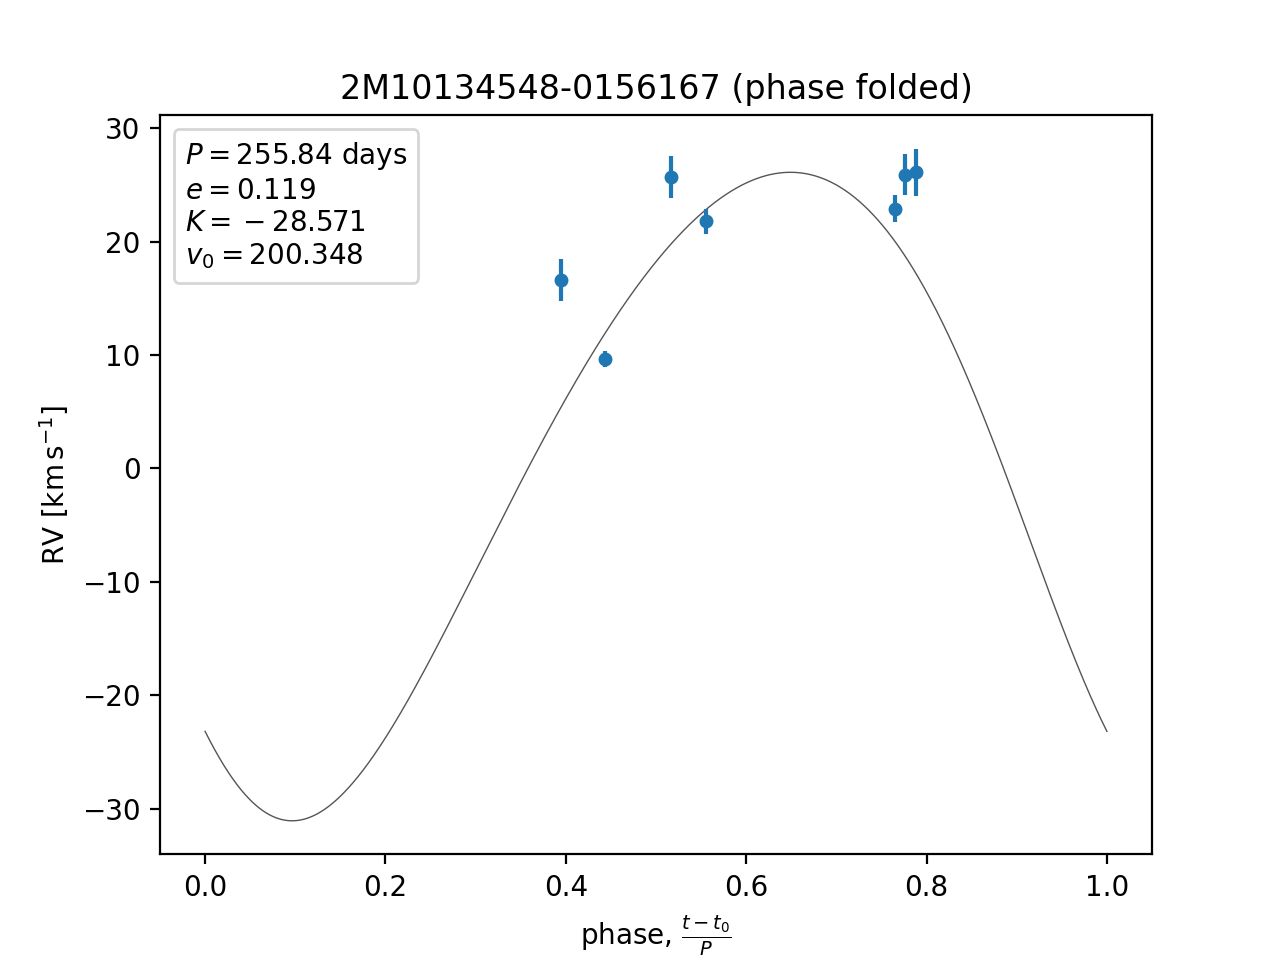 2M10134548-0156167 (phase folded)
P = 255.84 days
e = 0.119
K = −28.571
v₀ = 200.348
RV [km s⁻¹]
30
20
10
0
−10
−20
−30
0.0 0.2 0.4 0.6 0.8 1.0
phase, (t − t₀)/P